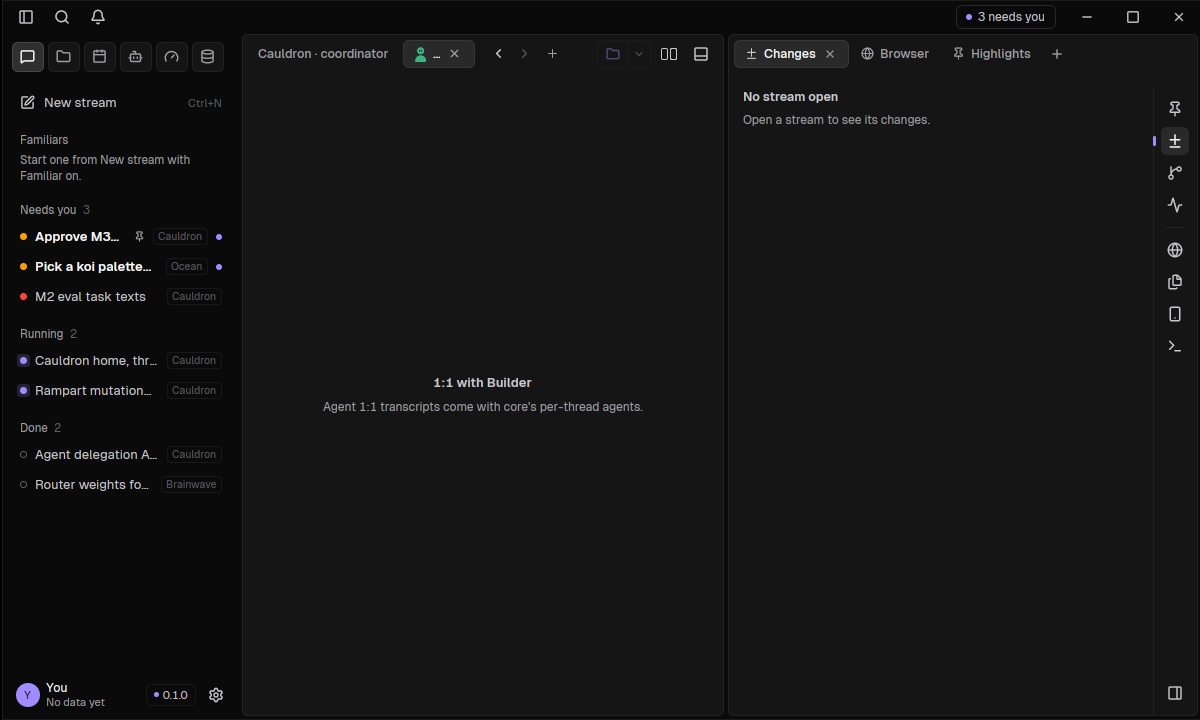 3 needs you
Cauldron · coordinator
...
Changes
Browser
Highlights
New stream
Ctrl+N
Familiars
Start one from New stream with
Familiar on.
Needs you 3
Approve M3... Cauldron
Pick a koi palette... Ocean
M2 eval task texts Cauldron
Running 2
Cauldron home, thr... Cauldron
Rampart mutation... Cauldron
Done 2
Agent delegation A... Cauldron
Router weights fo... Brainwave
You
No data yet
0.1.0
Y
1:1 with Builder
Agent 1:1 transcripts come with core's per-thread agents.
No stream open
Open a stream to see its changes.